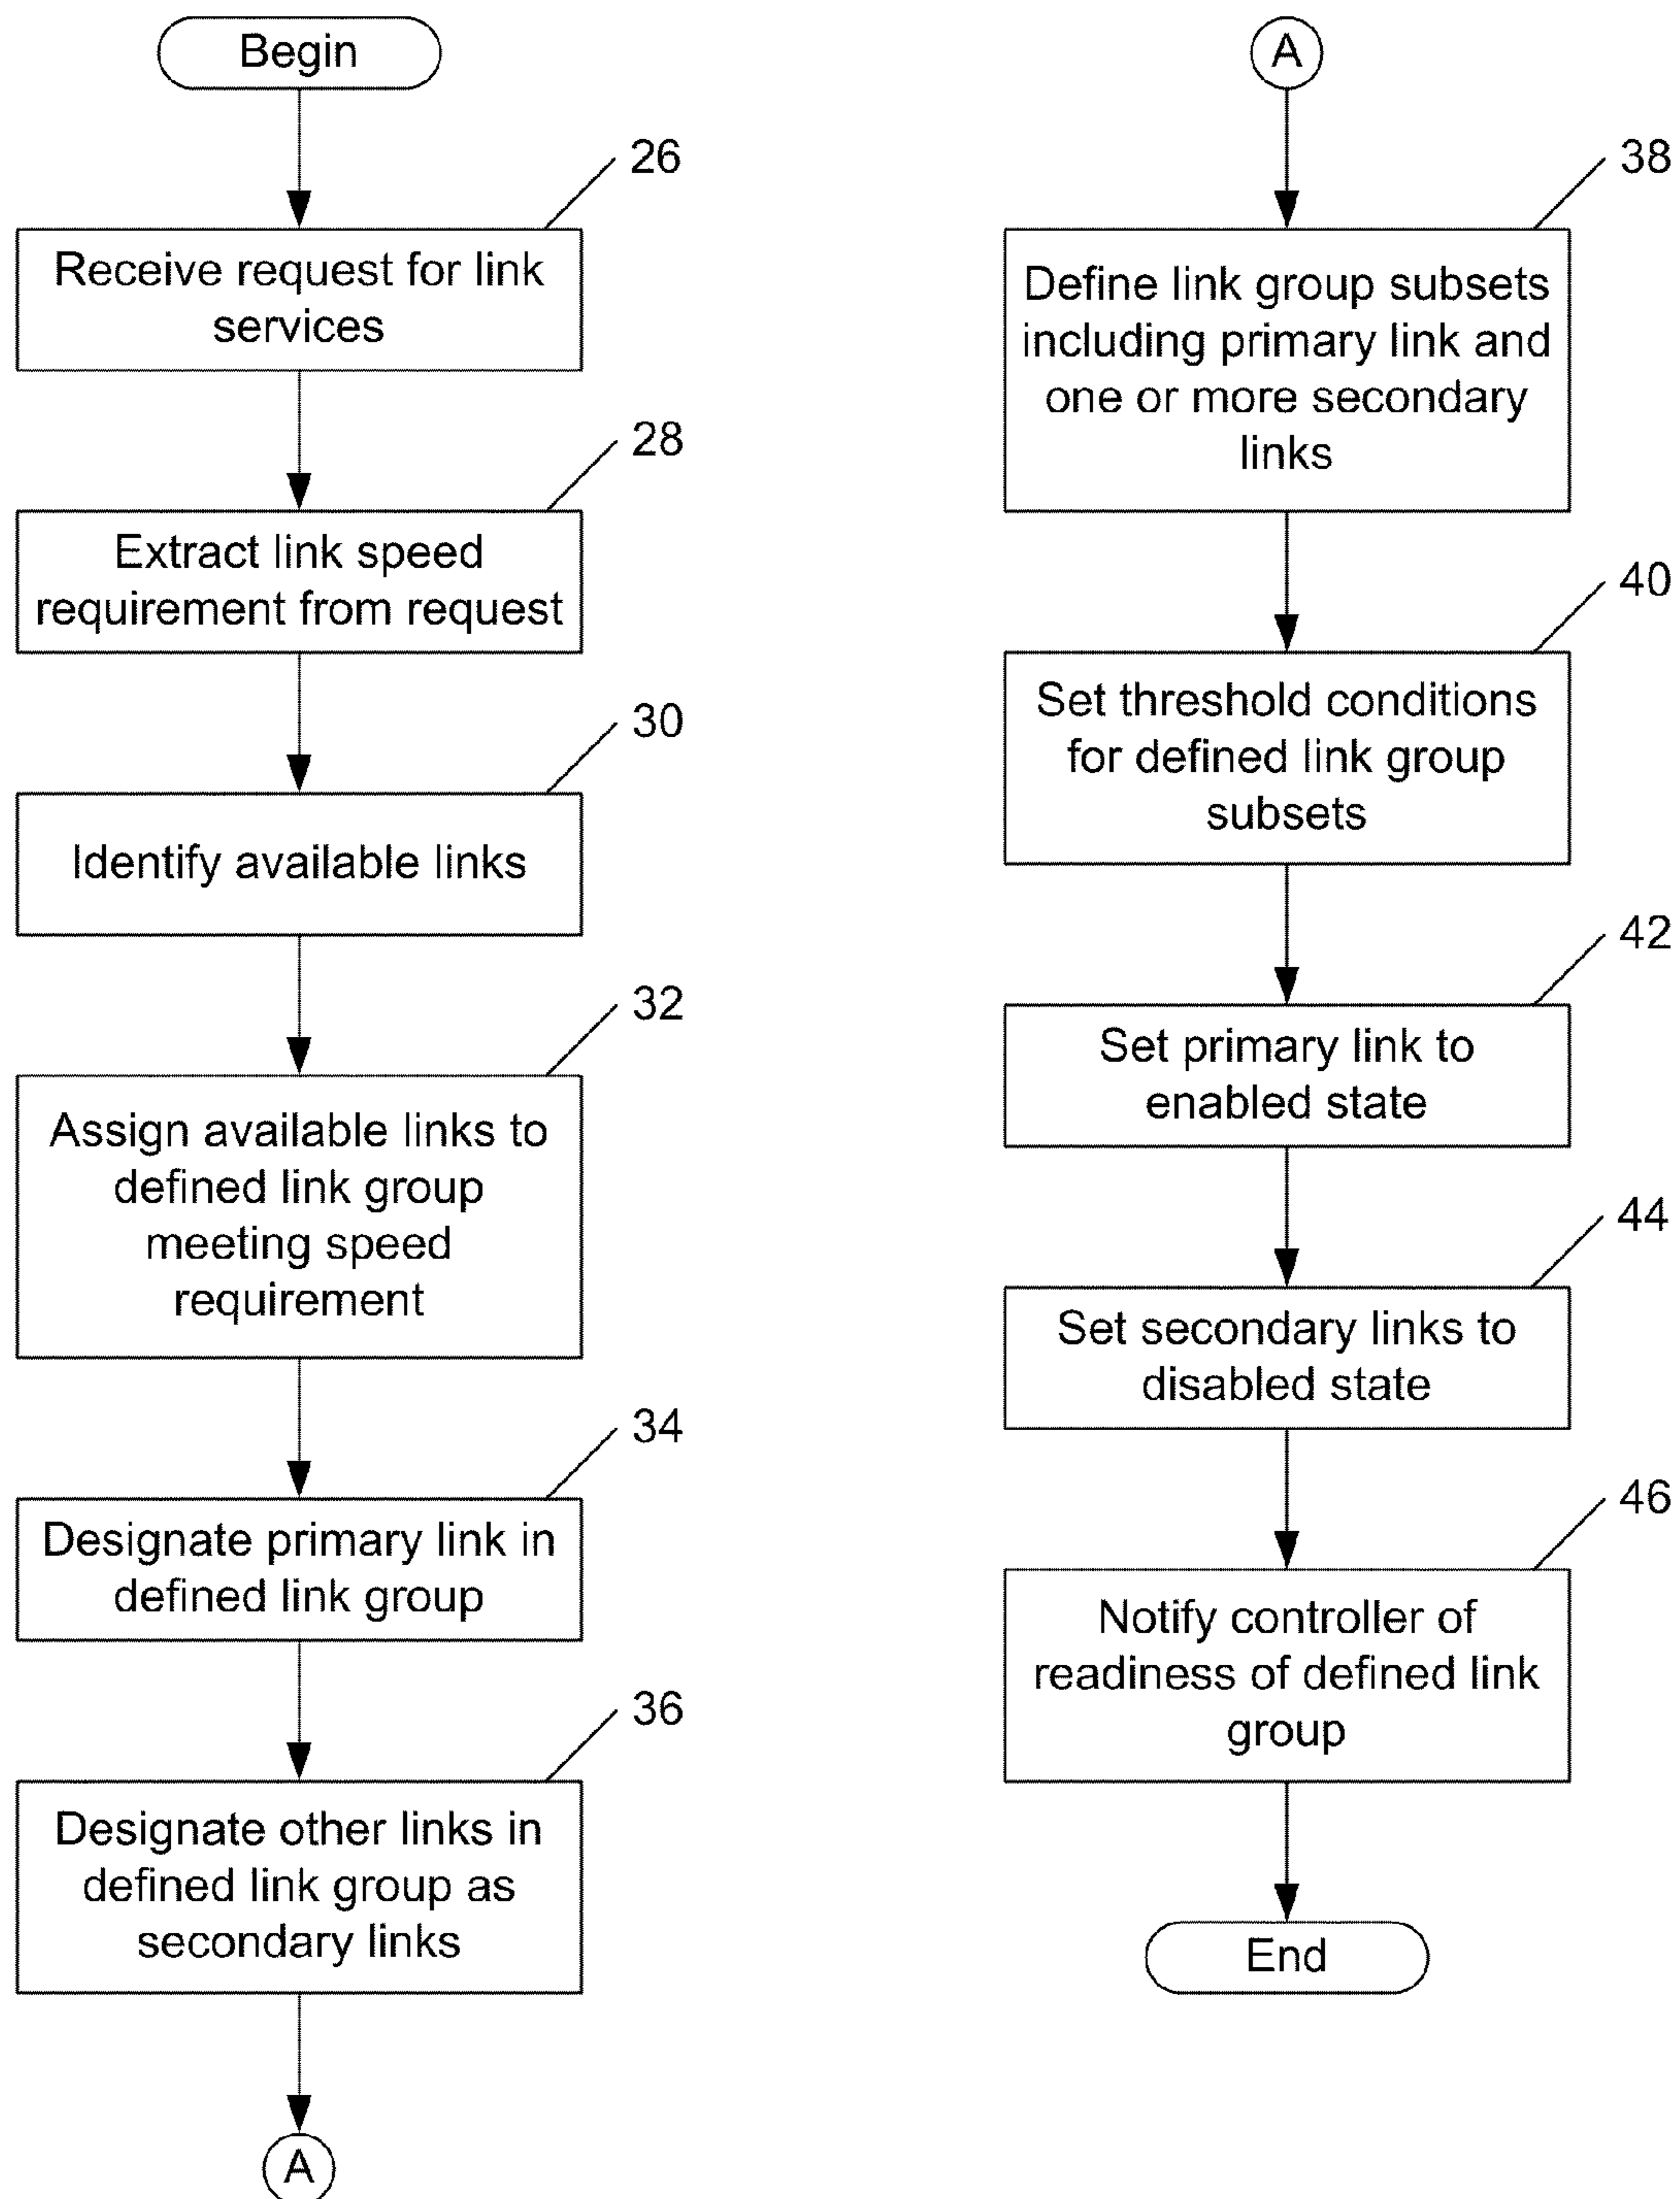 Begin
26
Receive request for link
services
28
Extract link speed
requirement from request
30
Identify available links
32
Assign available links to
defined link group
meeting speed
requirement
34
Designate primary link in
defined link group
36
Designate other links in
defined link group as
secondary links
A
A
38
Define link group subsets
including primary link and
one or more secondary
links
40
Set threshold conditions
for defined link group
subsets
42
Set primary link to
enabled state
44
Set secondary links to
disabled state
46
Notify controller of
readiness of defined link
group
End